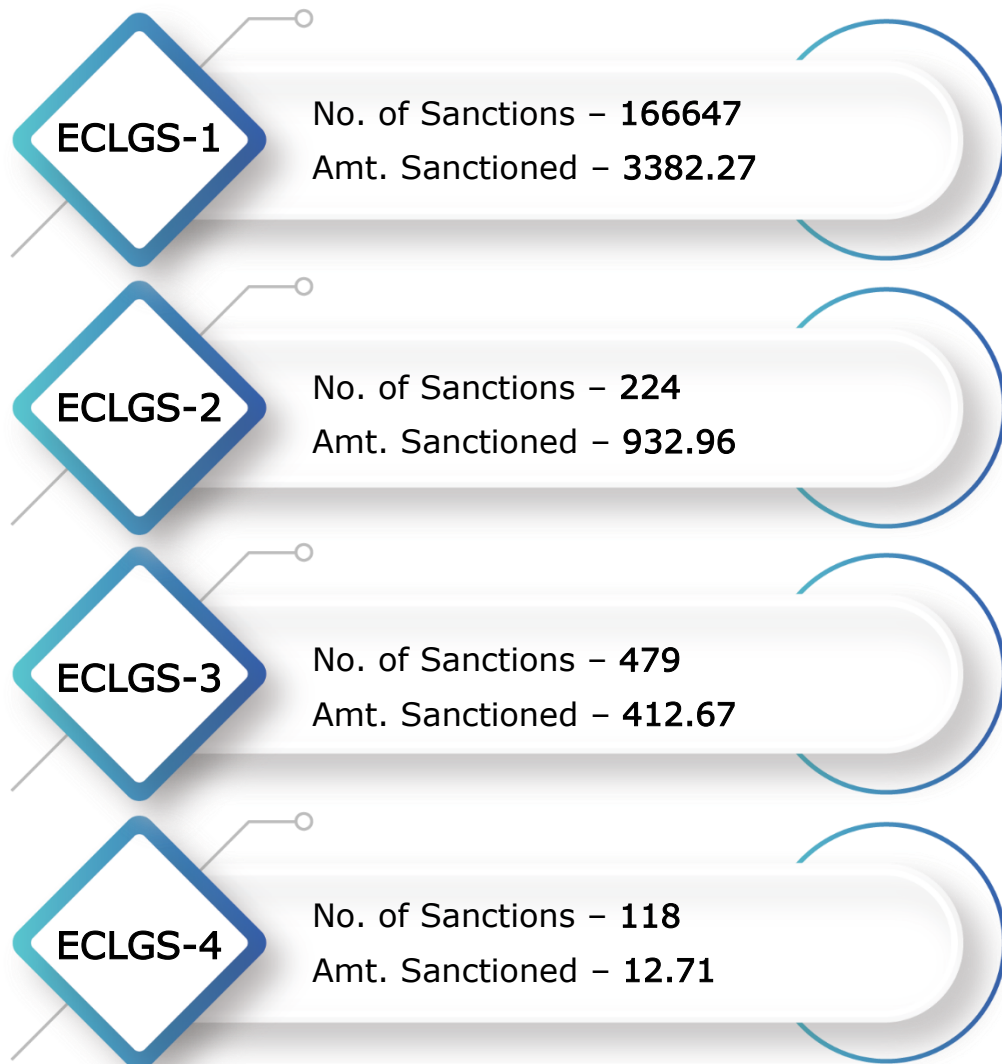 ECLGS-1
No. of Sanctions – 166647
Amt. Sanctioned – 3382.27
ECLGS-2
No. of Sanctions – 224
Amt. Sanctioned – 932.96
ECLGS-3
No. of Sanctions – 479
Amt. Sanctioned – 412.67
ECLGS-4
No. of Sanctions – 118
Amt. Sanctioned – 12.71